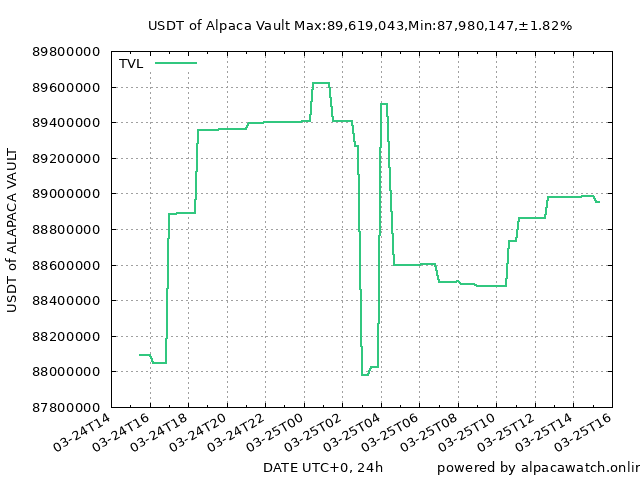 USDT of Alpaca Vault Max:89,619,043,Min:87,980,147,±1.82%
TVL
USDT of ALAPACA VAULT
89800000
89600000
89400000
89200000
89000000
88800000
88600000
88400000
88200000
88000000
87800000
03-24T14
03-24T16
03-24T18
03-24T20
03-24T22
03-25T00
03-25T02
03-25T04
03-25T06
03-25T08
03-25T10
03-25T12
03-25T14
03-25T16
DATE UTC+0, 24h
powered by alpacawatch.onlin